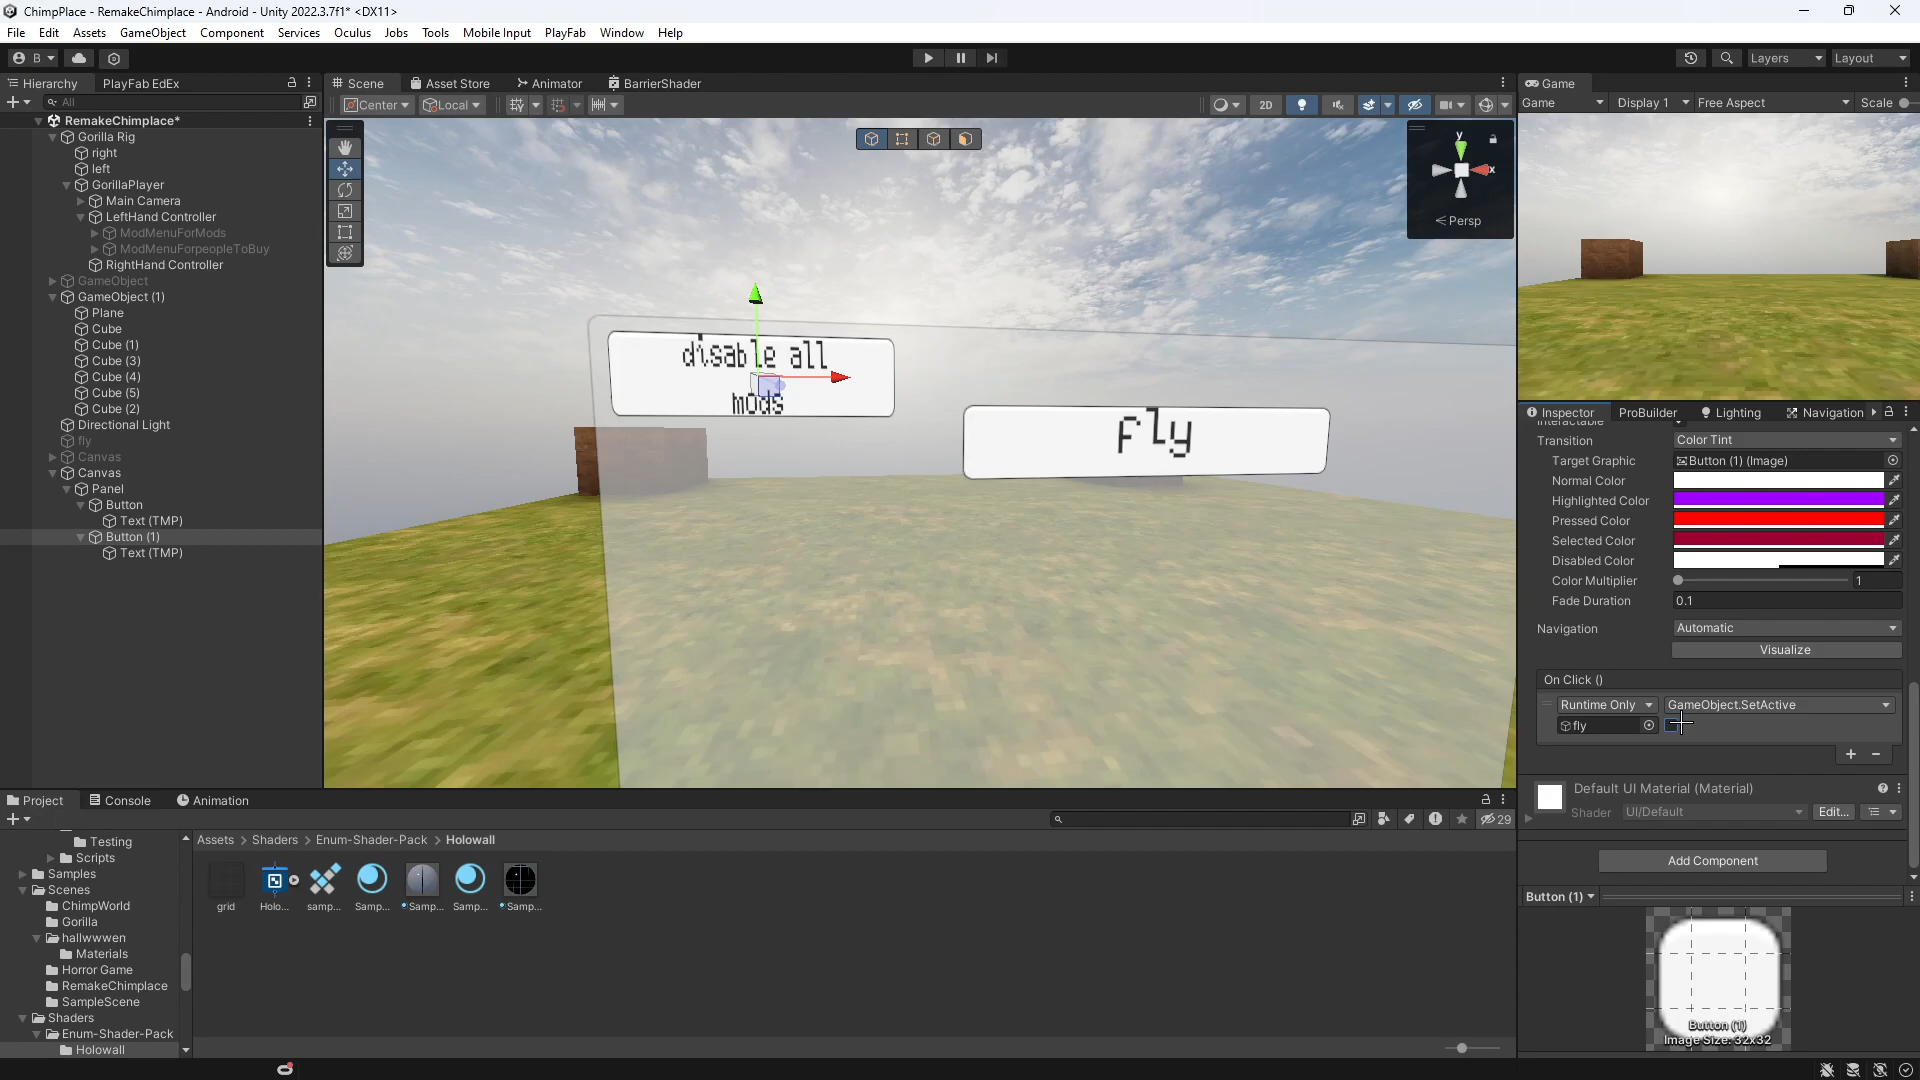 ChimpPlace - RemakeChimplace - Android - Unity 2022.3.7f1* <DX11>
File Edit Assets GameObject Component Services Oculus Jobs Tools Mobile Input PlayFab Window Help
B Layers Layout
Hierarchy PlayFab EdEx
All
RemakeChimplace*
Gorilla Rig
right
left
GorillaPlayer
Main Camera
LeftHand Controller
ModMenuForMods
ModMenuForpeopleToBuy
RightHand Controller
GameObject
GameObject (1)
Plane
Cube
Cube (1)
Cube (3)
Cube (4)
Cube (5)
Cube (2)
Directional Light
fly
Canvas
Canvas
Panel
Button
Text (TMP)
Button (1)
Text (TMP)
Scene Asset Store Animator BarrierShader
Center Local 2D
y
x
Persp
disable all
mods
fly
Game
Game Display 1 Free Aspect Scale
Inspector ProBuilder Lighting Navigation
Interactable
Transition Color Tint
Target Graphic Button (1) (Image)
Normal Color
Highlighted Color
Pressed Color
Selected Color
Disabled Color
Color Multiplier 1
Fade Duration 0.1
Navigation Automatic
Visualize
On Click ()
Runtime Only GameObject.SetActive
fly
Default UI Material (Material)
Shader UI/Default Edit...
Add Component
Button (1)
Button (1)
Image Size: 32x32
Project Console Animation
29
Testing
Scripts
Samples
Scenes
ChimpWorld
Gorilla
hallwwwen
Materials
Horror Game
RemakeChimplace
SampleScene
Shaders
Enum-Shader-Pack
Holowall
Assets > Shaders > Enum-Shader-Pack > Holowall
grid Holo... samp... Samp... Samp... Samp... Samp...